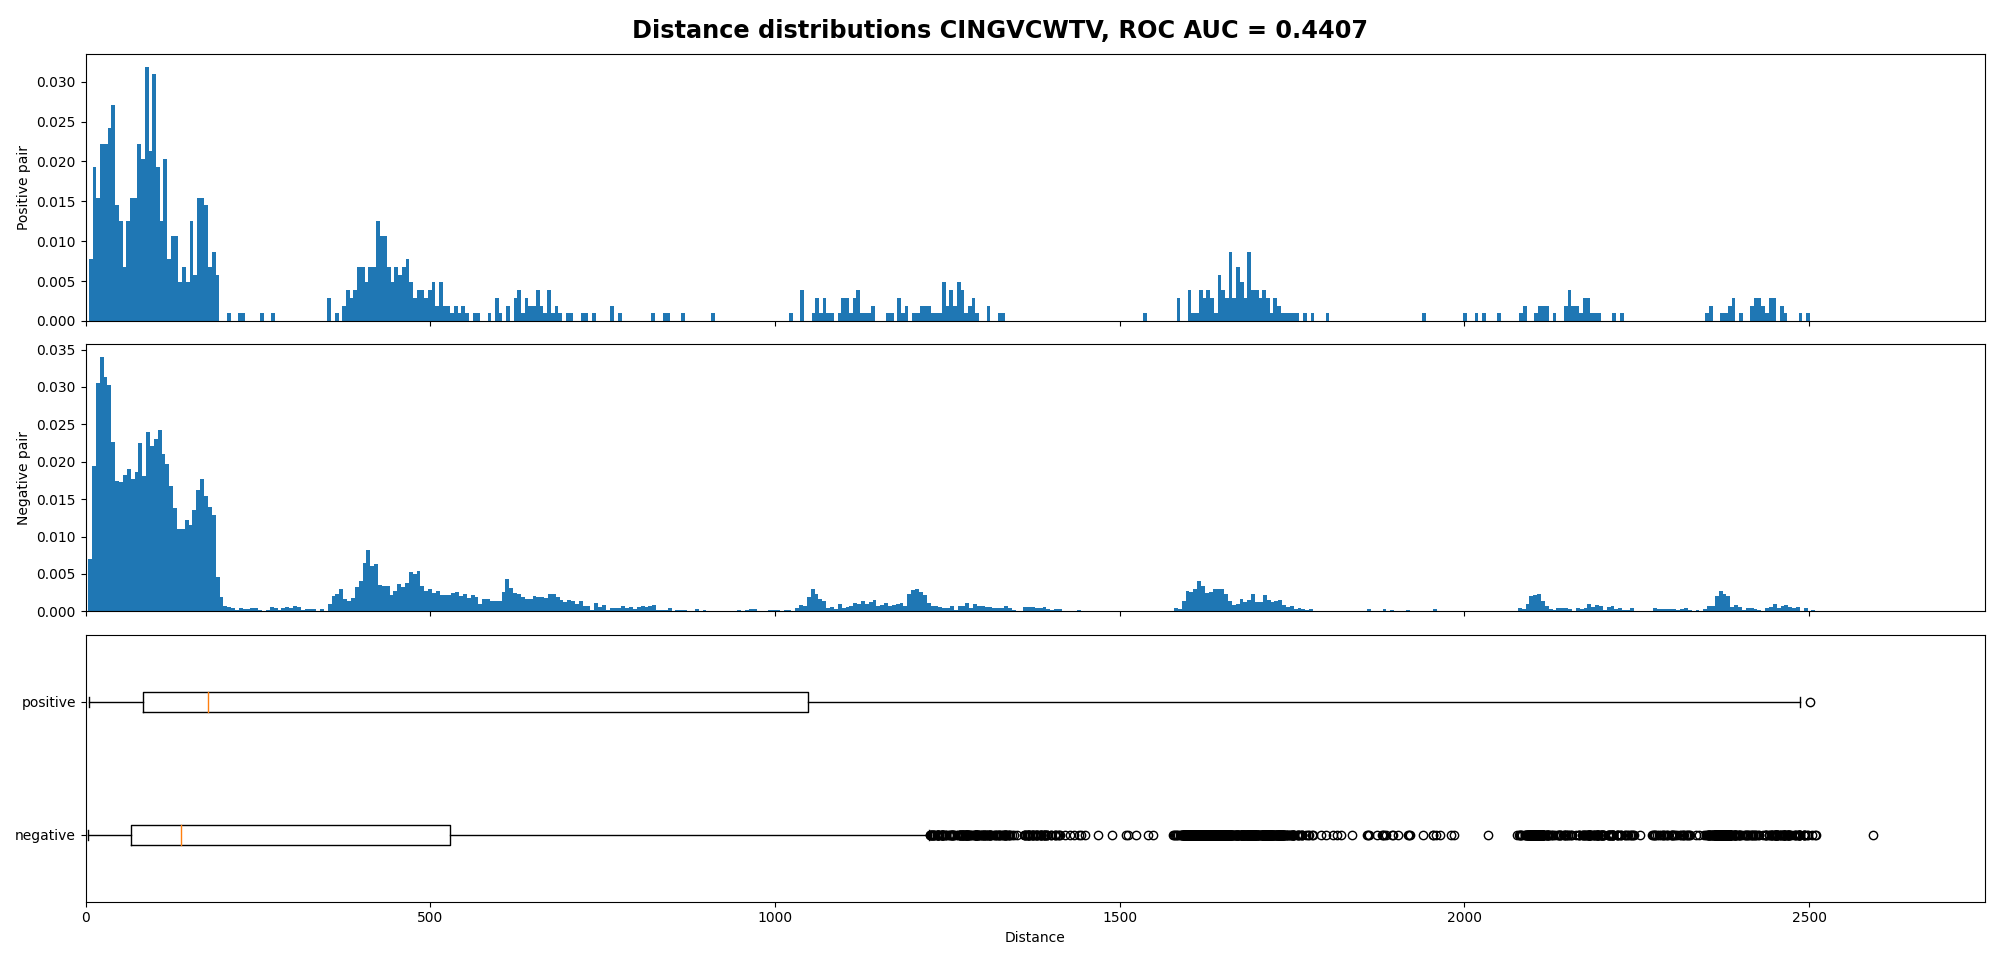 Distance distributions CINGVCWTV, ROC AUC = 0.4407
0.030
0.025
0.020
0.015
0.010
0.005
0.000
Positive pair
0.035
0.030
0.025
0.020
0.015
0.010
0.005
0.000
Negative pair
positive
negative
0 500 1000 1500 2000 2500
Distance